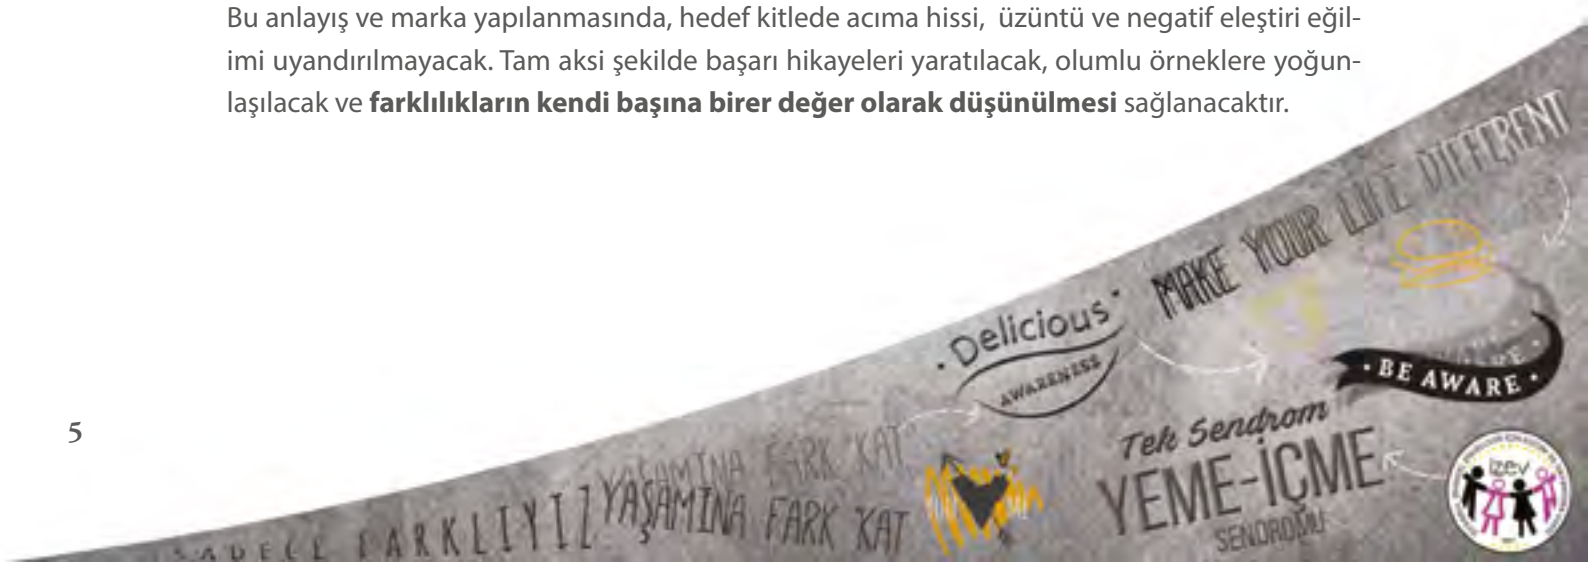 Bu anlayış ve marka yapılanmasında, hedef kitlede acıma hissi,  üzüntü ve negatif eleştiri eğil-
imi uyandırılmayacak. Tam aksi şekilde başarı hikayeleri yaratılacak, olumlu örneklere yoğun-
laşılacak ve farklılıkların kendi başına birer değer olarak düşünülmesi sağlanacaktır.
MAKE YOUR LIFE DIFFERENT
• Delicious •
AWARENESS
• BE AWARE •
5
Tek Sendrom
YEME-İÇME
SENDROMU
YAŞAMINA FARK KAT
YAŞAMINA FARK KAT
SADECE FARKLIYIZ
izev